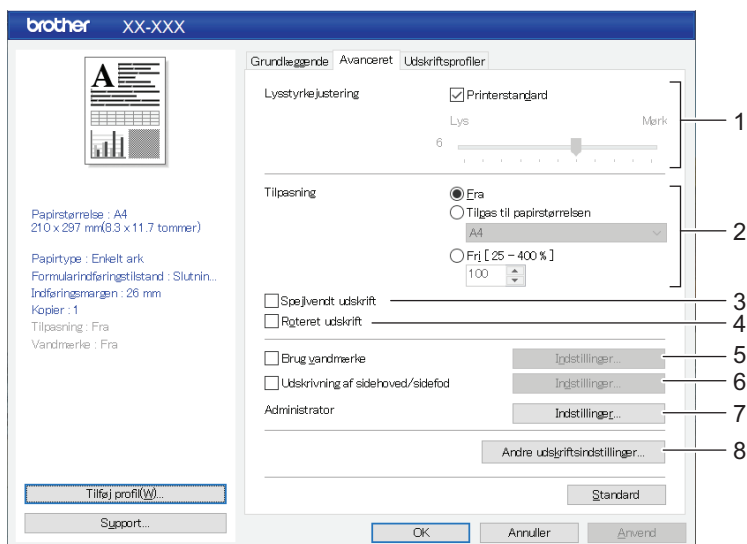 brother XX-XXX
A
Papirstørrelse : A4
210 x 297 mm(8.3 x 11.7 tommer)
Papirtype : Enkelt ark
Formularindføringstilstand : Slutnin...
Indføringsmargen : 26 mm
Kopier : 1
Tilpasning : Fra
Vandmærke : Fra
Tilføj profil(W)...
Support...
Grundlæggende Avanceret Udskriftsprofiler
Lysstyrkejustering Printerstandard
Lys Mørk
6
1
Tilpasning Fra
Tilpas til papirstørrelsen
A4
Frj [ 25 – 400 % ]
100
2
Spejlvendt udskrift 3
Roteret udskrift 4
Brug vandmærke Indstillinger... 5
Udskrivning af sidehoved/sidefod Indstillinger... 6
Administrator Indstillinger... 7
Andre udskriftsindstillinger... 8
Standard
OK Annuller Anvend